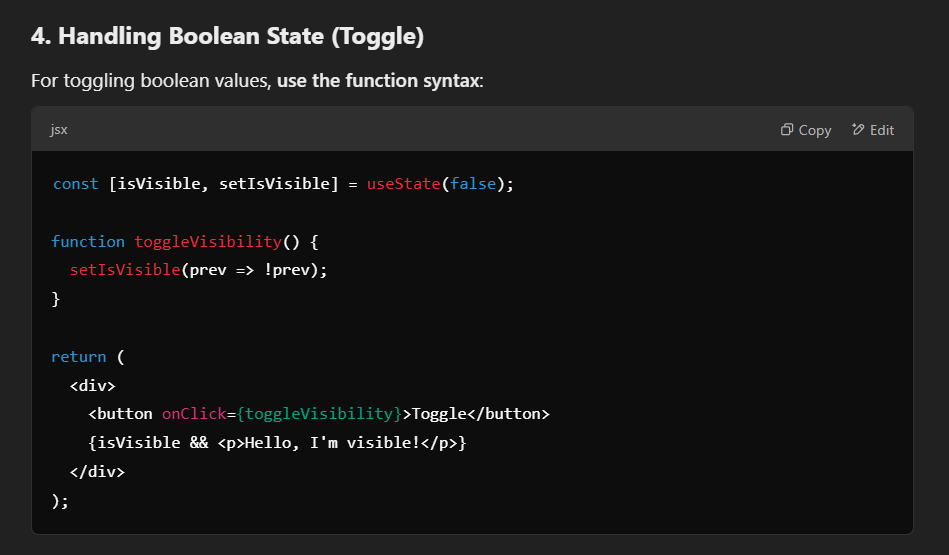 4. Handling Boolean State (Toggle)
For toggling boolean values, use the function syntax:
jsx Copy Edit
const [isVisible, setIsVisible] = useState(false);
function toggleVisibility() {
  setIsVisible(prev => !prev);
}
return (
  <div>
    <button onClick={toggleVisibility}>Toggle</button>
    {isVisible && <p>Hello, I'm visible!</p>}
  </div>
);